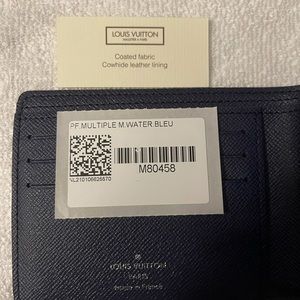 LOUIS VUITTON
MALLETIER A PARIS
Coated fabric
Cowhide leather lining
PF.MULTIPLE M.WATER.BLEU
M80458
NL210106626570
LOUIS VUITTON
PARIS
made in France